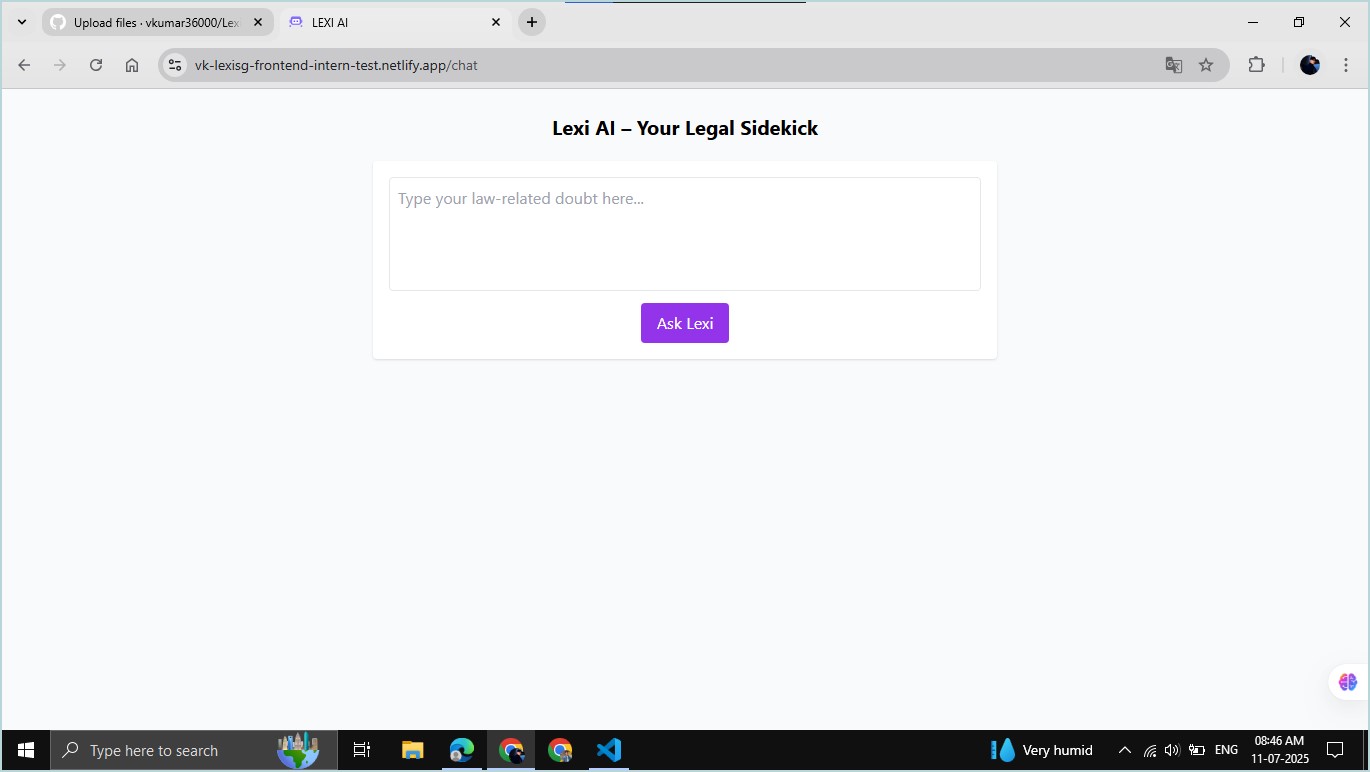 Upload files · vkumar36000/Lexi
LEXI AI
vk-lexisg-frontend-intern-test.netlify.app/chat
Lexi AI – Your Legal Sidekick
Type your law-related doubt here...
Ask Lexi
Type here to search
Very humid
ENG
08:46 AM
11-07-2025